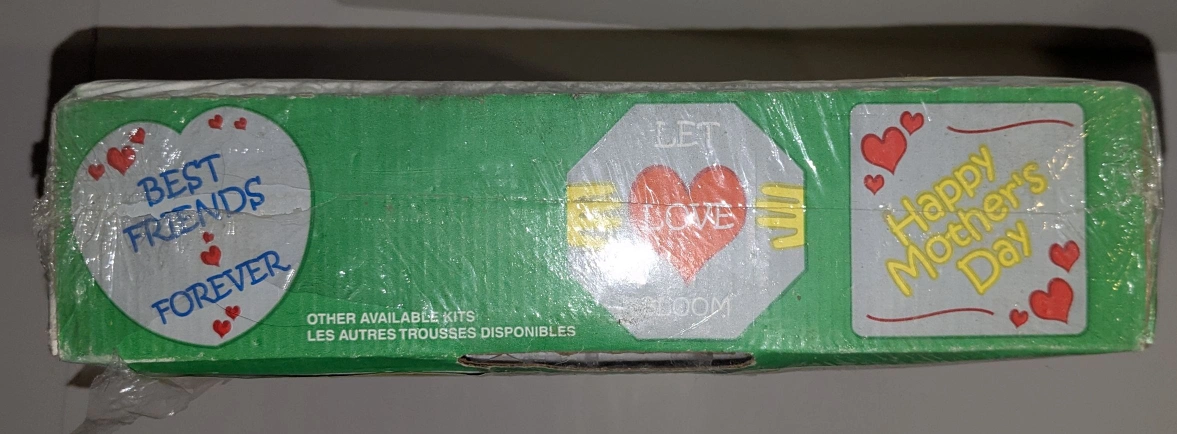 BEST
FRIENDS
FOREVER
OTHER AVAILABLE KITS
LES AUTRES TROUSSES DISPONIBLES
LET
LOVE
BLOOM
Happy
Mother's
Day